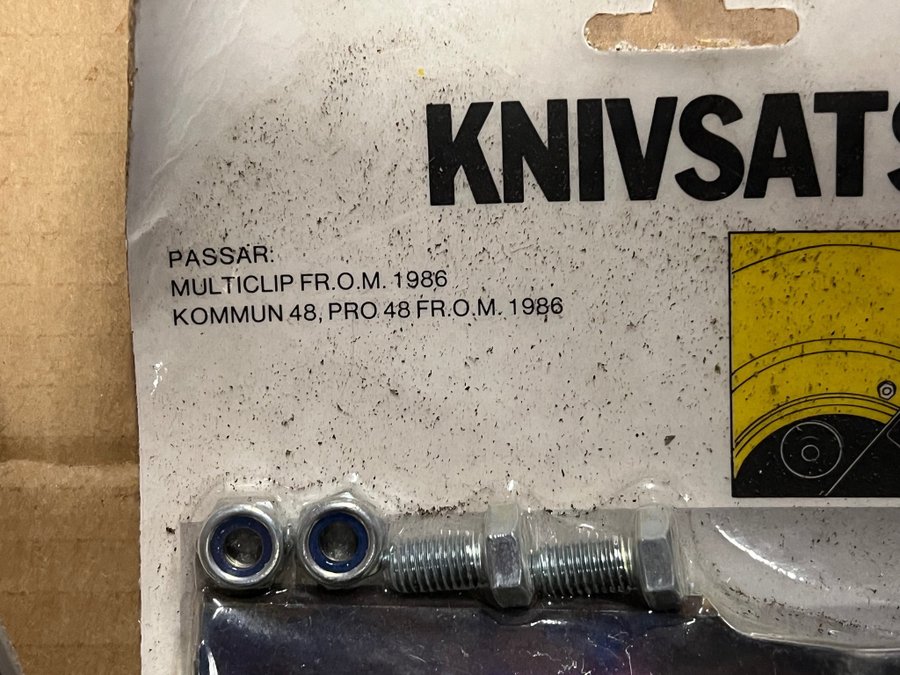 KNIVSATS
PASSAR:
MULTICLIP FR.O.M. 1986
KOMMUN 48, PRO 48 FR.O.M. 1986